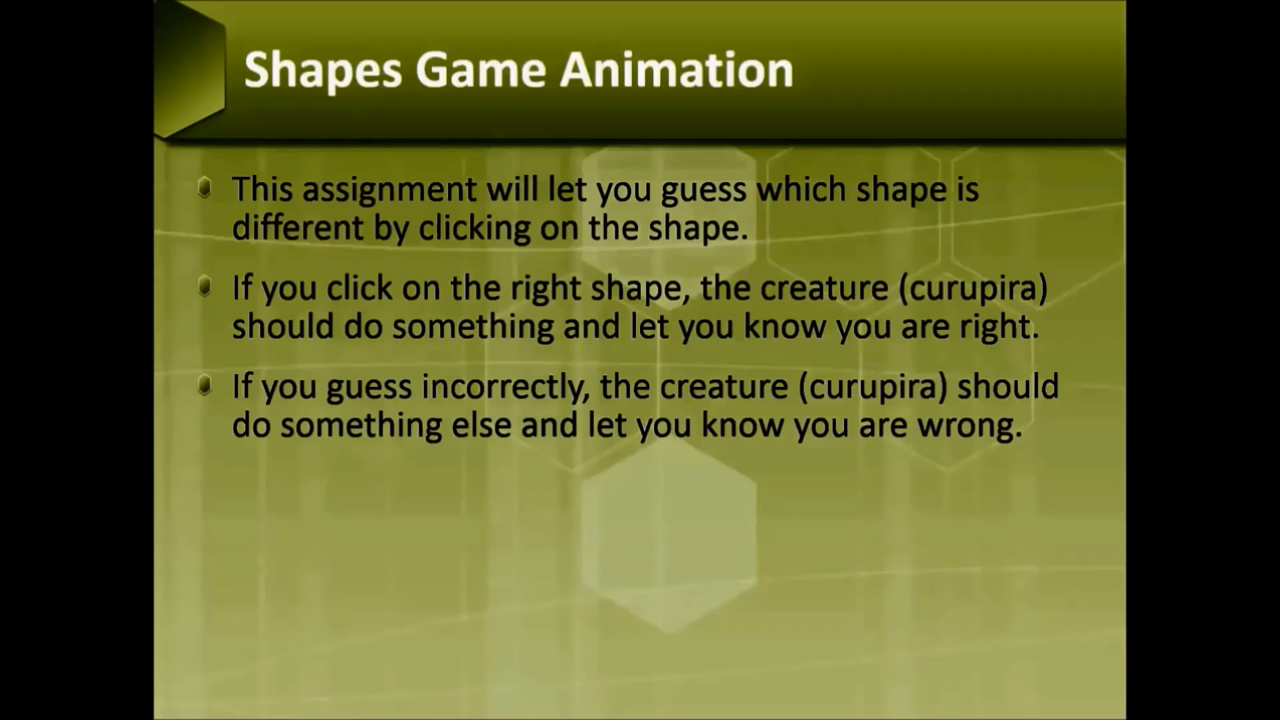 Shapes Game Animation
This assignment will let you guess which shape is
different by clicking on the shape.
If you click on the right shape, the creature (curupira)
should do something and let you know you are right.
If you guess incorrectly, the creature (curupira) should
do something else and let you know you are wrong.